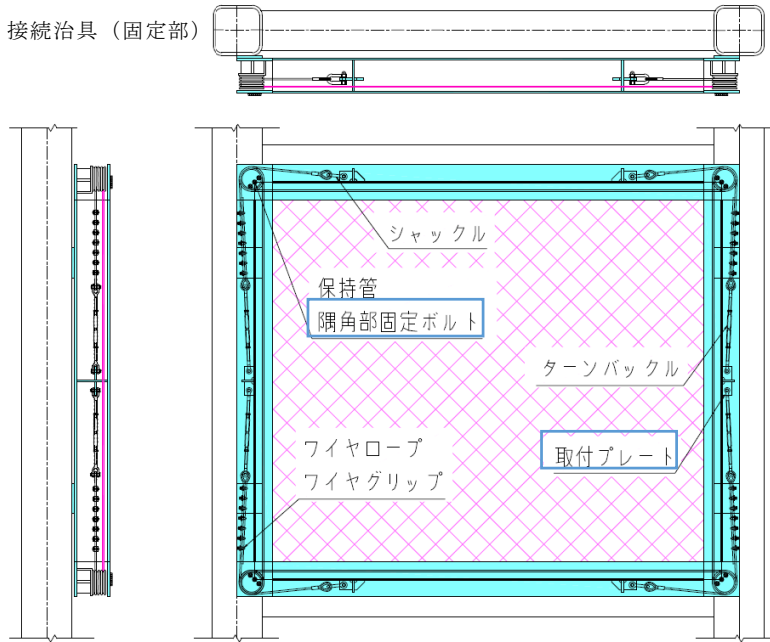 接続治具（固定部）
シャックル
保持管
隅角部固定ボルト
ターンバックル
取付プレート
ワイヤロープ
ワイヤグリップ